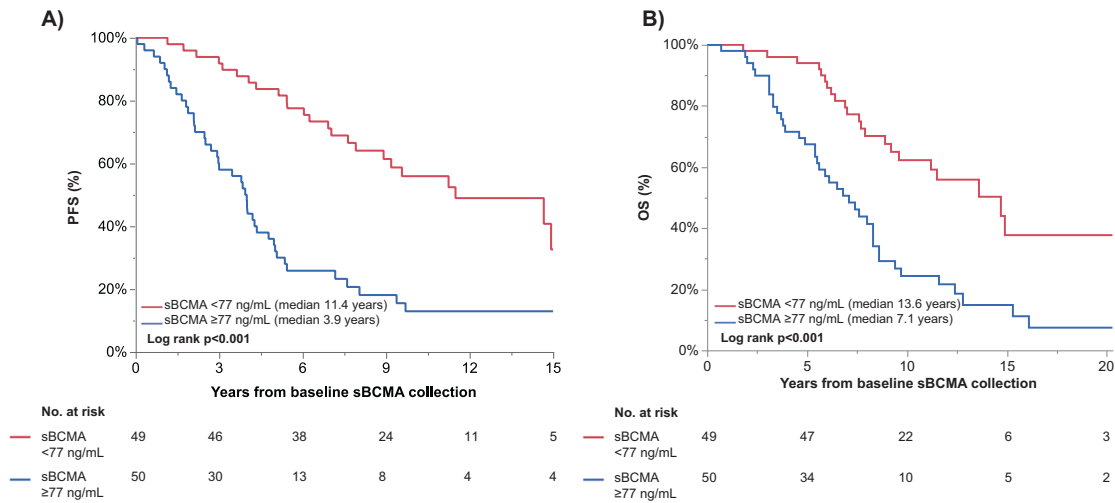 A)
100%
80%
60%
40%
20%
0%
PFS (%)
sBCMA <77 ng/mL (median 11.4 years)
sBCMA ≥77 ng/mL (median 3.9 years)
Log rank p<0.001
0 3 6 9 12 15
Years from baseline sBCMA collection
No. at risk
sBCMA
<77 ng/mL
49 46 38 24 11 5
sBCMA
≥77 ng/mL
50 30 13 8 4 4
B)
100%
80%
60%
40%
20%
0%
OS (%)
sBCMA <77 ng/mL (median 13.6 years)
sBCMA ≥77 ng/mL (median 7.1 years)
Log rank p<0.001
0 5 10 15 20
Years from baseline sBCMA collection
No. at risk
sBCMA
<77 ng/mL
49 47 22 6 3
sBCMA
≥77 ng/mL
50 34 10 5 2